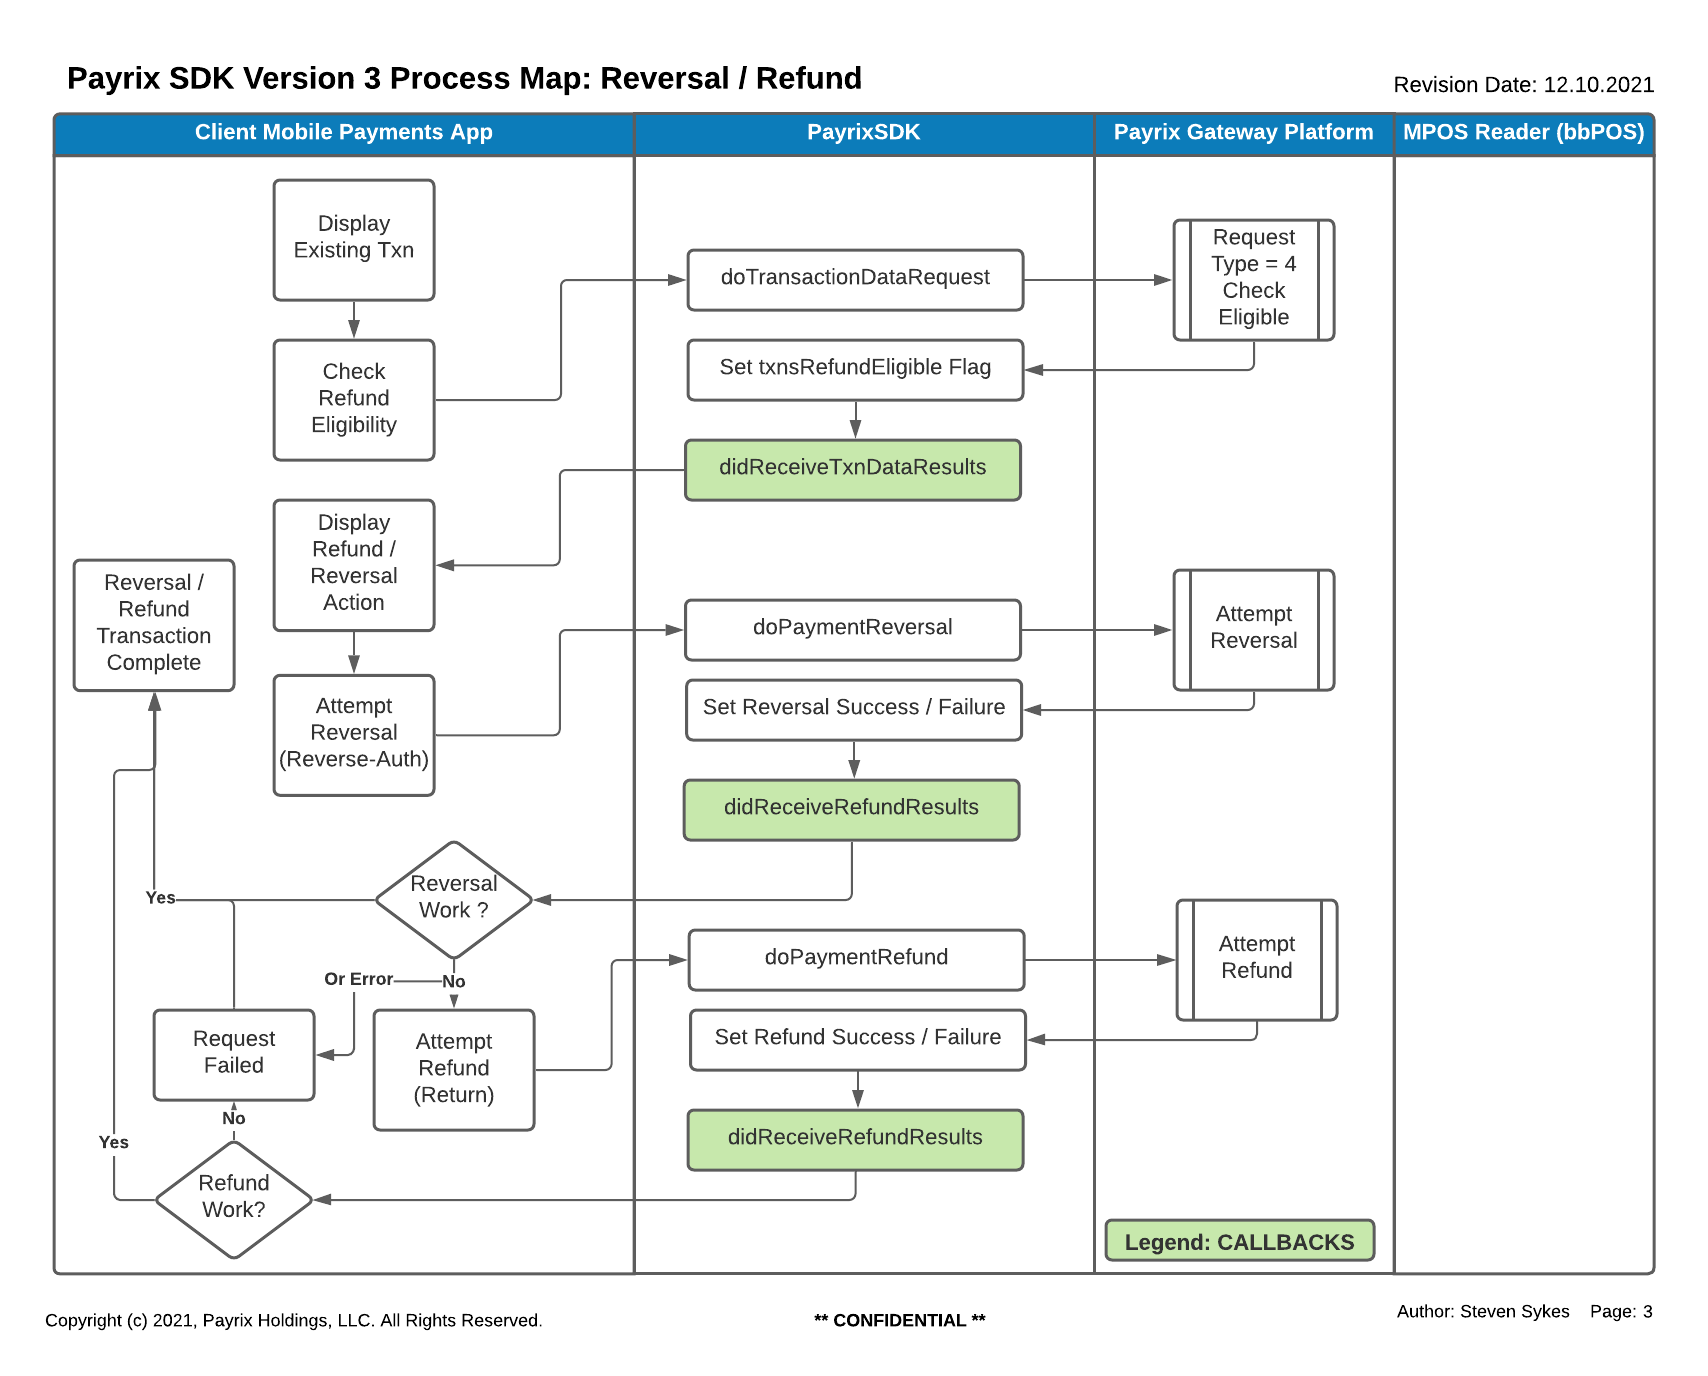 Payrix SDK Version 3 Process Map: Reversal / Refund
Revision Date: 12.10.2021
Client Mobile Payments App
PayrixSDK
Payrix Gateway Platform
MPOS Reader (bbPOS)
Display
Existing Txn
Check
Refund
Eligibility
doTransactionDataRequest
Request
Type = 4
Check
Eligible
Set txnsRefundEligible Flag
didReceiveTxnDataResults
Display
Refund /
Reversal
Action
Reversal /
Refund
Transaction
Complete
Attempt
Reversal
(Reverse-Auth)
doPaymentReversal
Attempt
Reversal
Set Reversal Success / Failure
didReceiveRefundResults
Reversal
Work ?
Yes
Or Error
No
Request
Failed
Attempt
Refund
(Return)
doPaymentRefund
Attempt
Refund
Set Refund Success / Failure
didReceiveRefundResults
No
Yes
Refund
Work?
Legend: CALLBACKS
Copyright (c) 2021, Payrix Holdings, LLC. All Rights Reserved.
** CONFIDENTIAL **
Author: Steven Sykes Page: 3